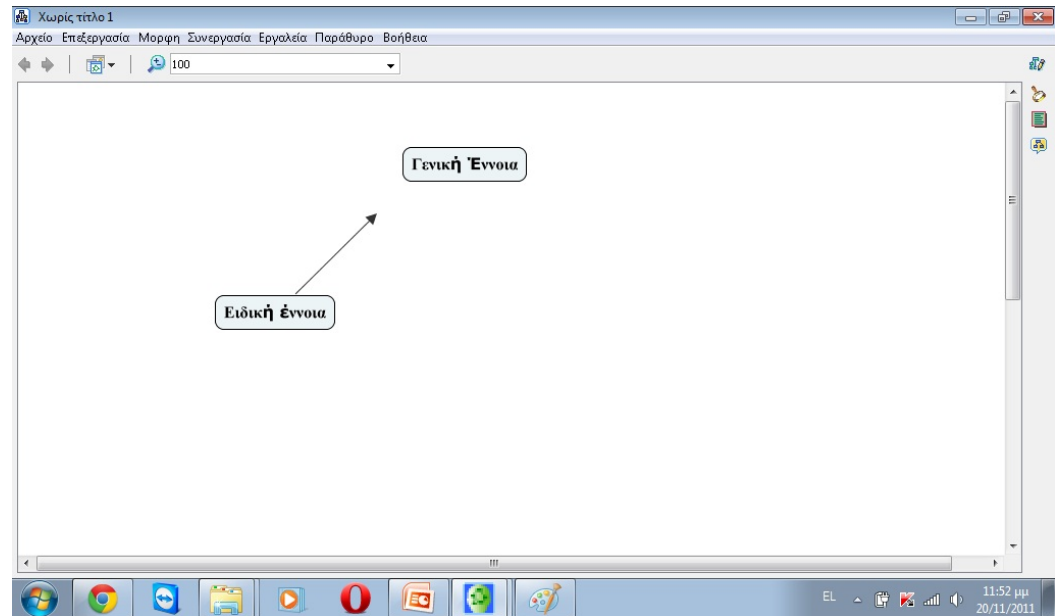 Χωρίς τίτλο 1
Αρχείο Επεξεργασία Μορφη Συνεργασία Εργαλεία Παράθυρο Βοήθεια
100
Γενική Έννοια
Ειδική έννοια
EL
11:52 μμ
20/11/2011